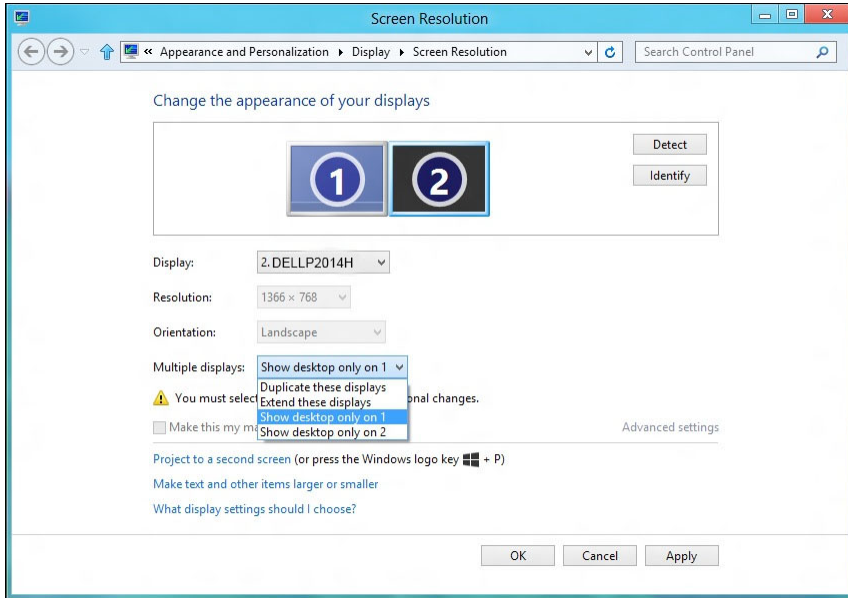 Screen Resolution
« Appearance and Personalization Display Screen Resolution Search Control Panel
Change the appearance of your displays
1 2
Detect
Identify
Display: 2. DELLP2014H
Resolution: 1366 × 768
Orientation: Landscape
Multiple displays: Show desktop only on 1
Duplicate these displays
Extend these displays
Show desktop only on 1
Show desktop only on 2
You must select onal changes.
Make this my ma Advanced settings
Project to a second screen (or press the Windows logo key + P)
Make text and other items larger or smaller
What display settings should I choose?
OK Cancel Apply